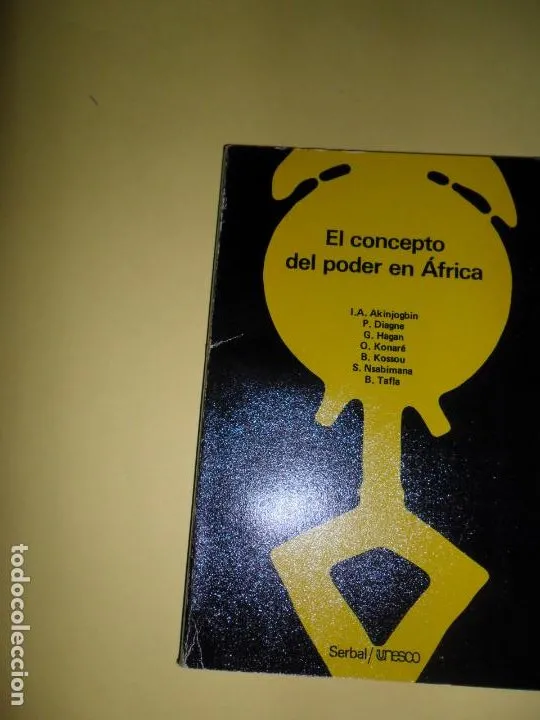 El concepto
del poder en África
I.A. Akinjogbin
P. Diagne
G. Hagan
O. Konaré
B. Kossou
S. Nsabimana
B. Tafla
Serbal/unesco
todocoleccion